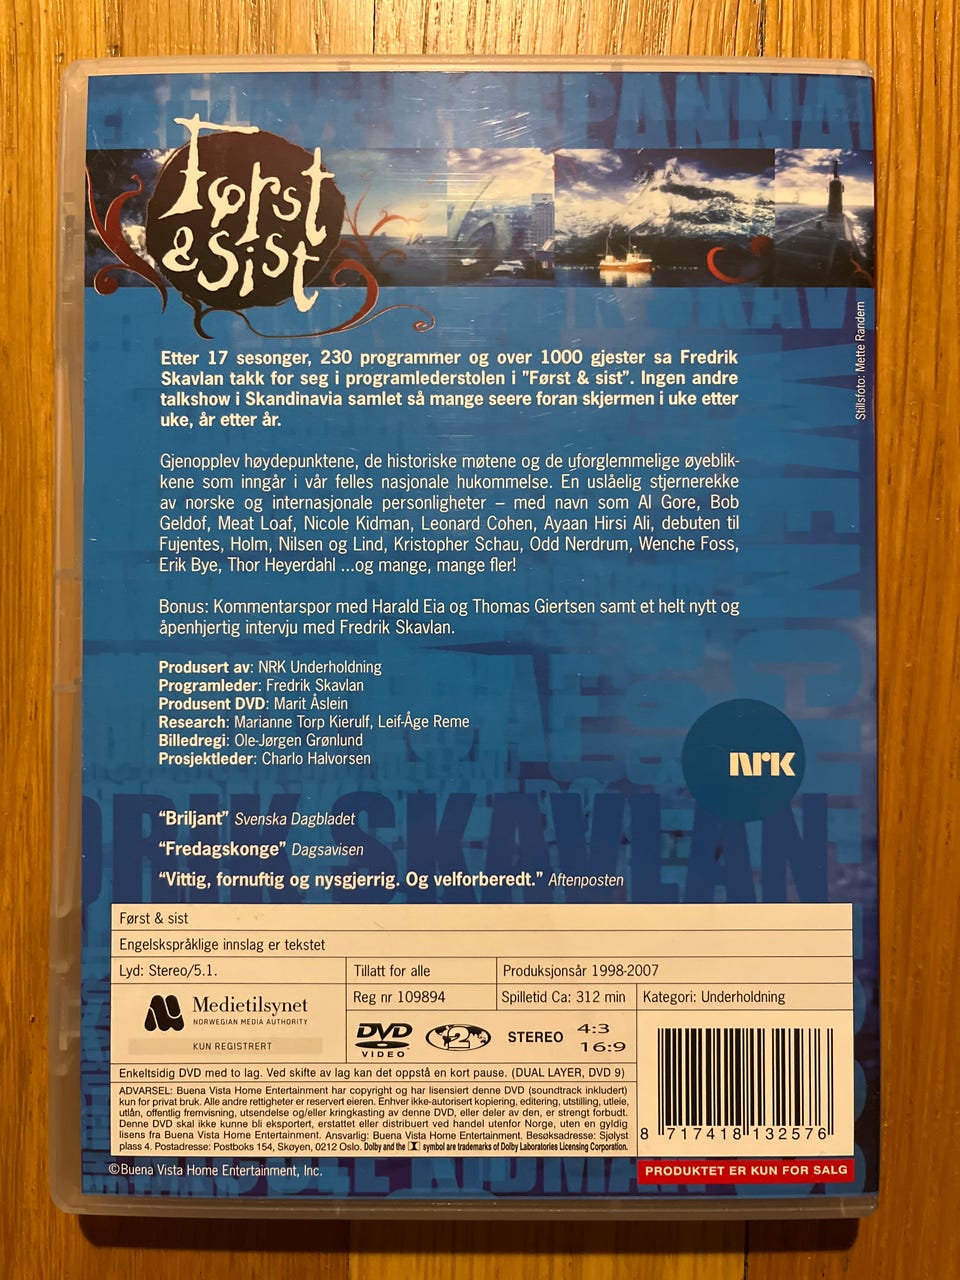 Først
& sist
Etter 17 sesonger, 230 programmer og over 1000 gjester sa Fredrik
Skavlan takk for seg i programlederstolen i ”Først & sist”. Ingen andre
talkshow i Skandinavia samlet så mange seere foran skjermen i uke etter
uke, år etter år.
Gjenopplev høydepunktene, de historiske møtene og de uforglemmelige øyeblik-
kene som inngår i vår felles nasjonale hukommelse. En uslåelig stjernerekke
av norske og internasjonale personligheter – med navn som Al Gore, Bob
Geldof, Meat Loaf, Nicole Kidman, Leonard Cohen, Ayaan Hirsi Ali, debuten til
Fujentes, Holm, Nilsen og Lind, Kristopher Schau, Odd Nerdrum, Wenche Foss,
Erik Bye, Thor Heyerdahl ...og mange, mange fler!
Bonus: Kommentarspor med Harald Eia og Thomas Giertsen samt et helt nytt og
åpenhjertig intervju med Fredrik Skavlan.
Produsert av: NRK Underholdning
Programleder: Fredrik Skavlan
Produsent DVD: Marit Åslein
Research: Marianne Torp Kierulf, Leif-Åge Reme
Billedregi: Ole-Jørgen Grønlund
Prosjektleder: Charlo Halvorsen
NRK
“Briljant” Svenska Dagbladet
“Fredagskonge” Dagsavisen
“Vittig, fornuftig og nysgjerrig. Og velforberedt.” Aftenposten
Stillsfoto: Mette Randem
RIK SKAVLAN
Først & sist
Engelskspråklige innslag er tekstet
Lyd: Stereo/5.1.
Tillatt for alle
Produksjonsår 1998-2007
Medietilsynet
NORWEGIAN MEDIA AUTHORITY
KUN REGISTRERT
Reg nr 109894
Spilletid Ca: 312 min
Kategori: Underholdning
DVD
VIDEO
2
STEREO
4:3
16:9
Enkeltsidig DVD med to lag. Ved skifte av lag kan det oppstå en kort pause. (DUAL LAYER, DVD 9)
ADVARSEL: Buena Vista Home Entertainment har copyright og har lisensiert denne DVD (soundtrack inkludert)
kun for privat bruk. Alle andre rettigheter er reservert eieren. Enhver ikke-autorisert kopiering, editering, utstilling, utleie,
utlån, offentlig fremvisning, utsendelse og/eller kringkasting av denne DVD, eller deler av den, er strengt forbudt.
Denne DVD skal ikke kunne bli eksportert, erstattet eller distribuert ved handel utenfor Norge, uten en gyldig
lisens fra Buena Vista Home Entertainment. Ansvarlig: Buena Vista Home Entertainment. Besøksadresse: Sjølyst
plass 4. Postadresse: Postboks 154, Skøyen, 0212 Oslo. Dolby and the symbol are trademarks of Dolby Laboratories Licensing Corporation.
8 717418 132576
©Buena Vista Home Entertainment, Inc.
PRODUKTET ER KUN FOR SALG